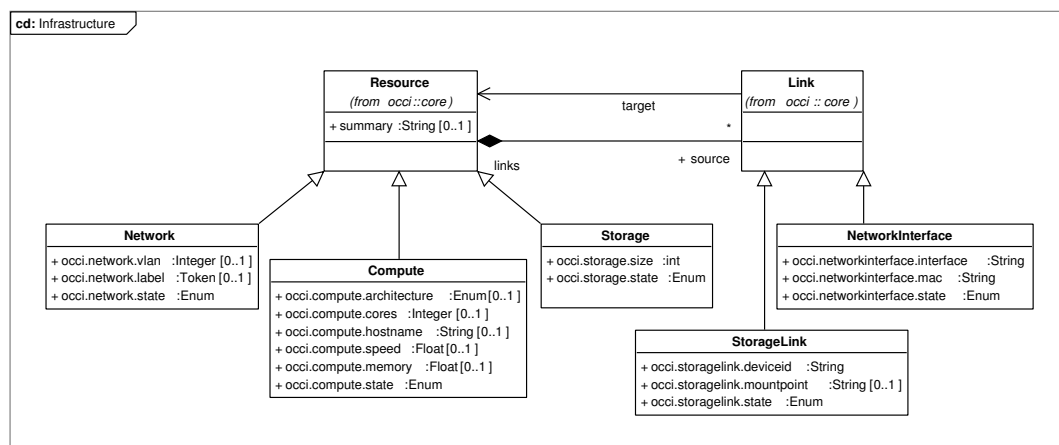 cd: Infrastructure
Resource
(from occi::core)
+ summary :String [0..1 ]
Link
(from occi :: core)
target
*
+ source
links
Network
+ occi.network.vlan :Integer [0..1 ]
+ occi.network.label :Token [0..1 ]
+ occi.network.state :Enum
Compute
+ occi.compute.architecture :Enum[0..1 ]
+ occi.compute.cores :Integer [0..1 ]
+ occi.compute.hostname :String [0..1 ]
+ occi.compute.speed :Float[0..1 ]
+ occi.compute.memory :Float[0..1 ]
+ occi.compute.state :Enum
Storage
+ occi.storage.size :int
+ occi.storage.state :Enum
NetworkInterface
+ occi.networkinterface.interface :String
+ occi.networkinterface.mac :String
+ occi.networkinterface.state :Enum
StorageLink
+ occi.storagelink.deviceid :String
+ occi.storagelink.mountpoint :String [0..1 ]
+ occi.storagelink.state :Enum